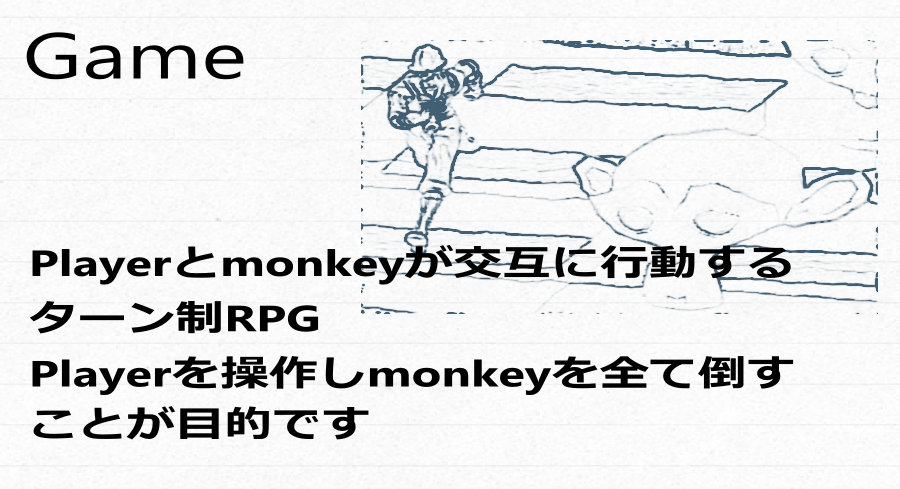 Game
Playerとmonkeyが交互に行動する
ターン制RPG
Playerを操作しmonkeyを全て倒す
ことが目的です